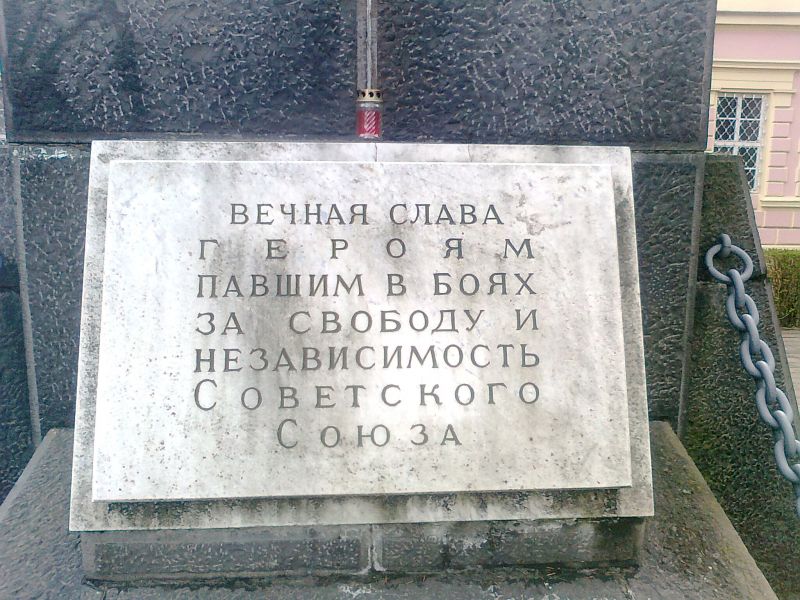 ВЕЧНАЯ СЛАВА
ГЕРОЯМ
ПАВШИМ В БОЯХ
ЗА СВОБОДУ И
НЕЗАВИСИМОСТЬ
СОВЕТСКОГО
СОЮЗА